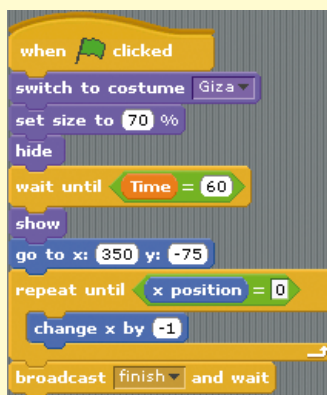 when clicked
switch to costume Giza
set size to 70 %
hide
wait until Time = 60
show
go to x: 350 y: -75
repeat until x position = 0
change x by -1
broadcast finish and wait